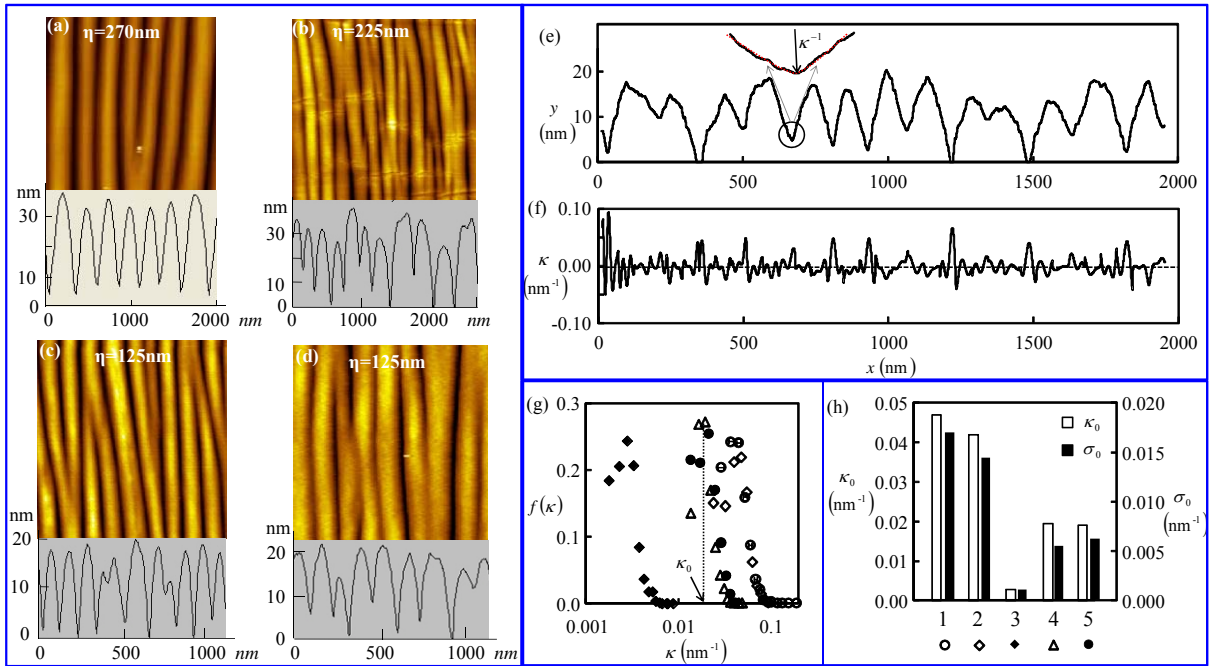 (a)
η=270nm
nm
30
10
0
0
1000
2000
nm
(b)
η=225nm
nm
30
10
0
0
1000
2000
nm
(c)
η=125nm
nm
20
10
0
0
500
1000
nm
(d)
η=125nm
nm
20
10
0
0
500
1000
nm
(e)
κ⁻¹
20
10
0
y
(nm)
0
500
1000
1500
2000
(f)
0.10
0.00
-0.10
κ
(nm⁻¹)
0
500
1000
1500
2000
x (nm)
(g)
0.3
0.2
0.1
0.0
f(κ)
κ₀
0.001
0.01
0.1
κ (nm⁻¹)
(h)
0.05
0.04
0.03
0.02
0.01
0.00
κ₀
(nm⁻¹)
κ₀
σ₀
0.020
0.015
0.010
0.005
0.000
σ₀
(nm⁻¹)
1
2
3
4
5